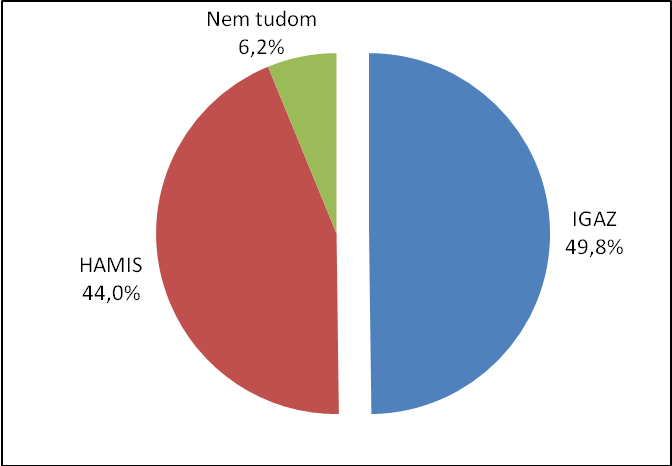 Nem tudom
6,2%
IGAZ
49,8%
HAMIS
44,0%